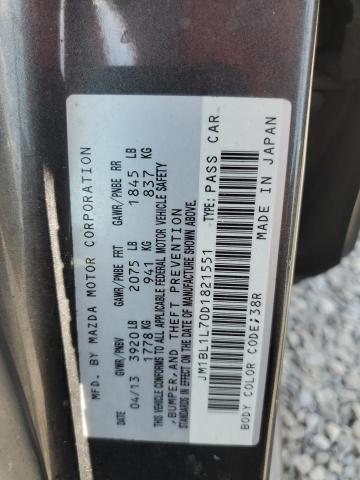 MFD. BY MAZDA MOTOR CORPORATION
GVWR/PNBV GAWR/PNBE FRT GAWR/PNBE RR
04/13 3920 LB 2075 LB 1845 LB
1778 KG 941 KG 837 KG
THIS VEHICLE CONFORMS TO ALL APPLICABLE FEDERAL MOTOR VEHICLE SAFETY
,BUMPER, AND THEFT PREVENTION
STANDARDS IN EFFECT ON THE DATE OF MANUFACTURE SHOWN ABOVE.
JM1BL1L70D1821551 TYPE: PASS CAR
BODY COLOR CODE:38R MADE IN JAPAN